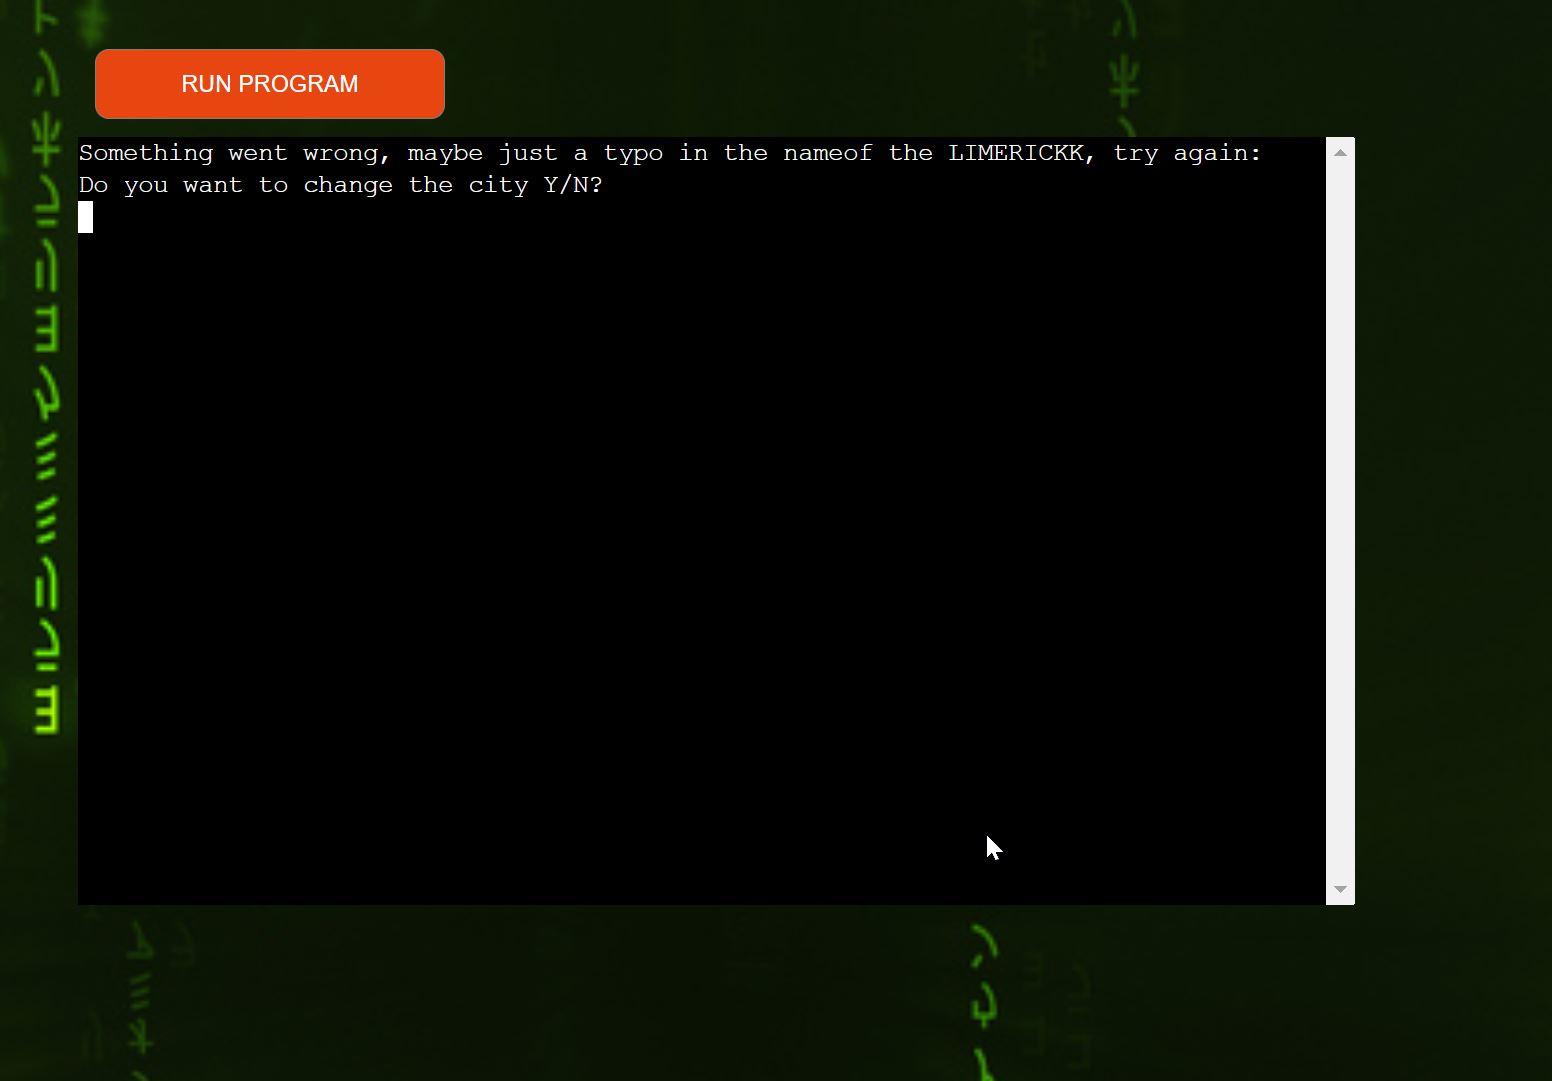 RUN PROGRAM
Something went wrong, maybe just a typo in the nameof the LIMERICKK, try again:
Do you want to change the city Y/N?